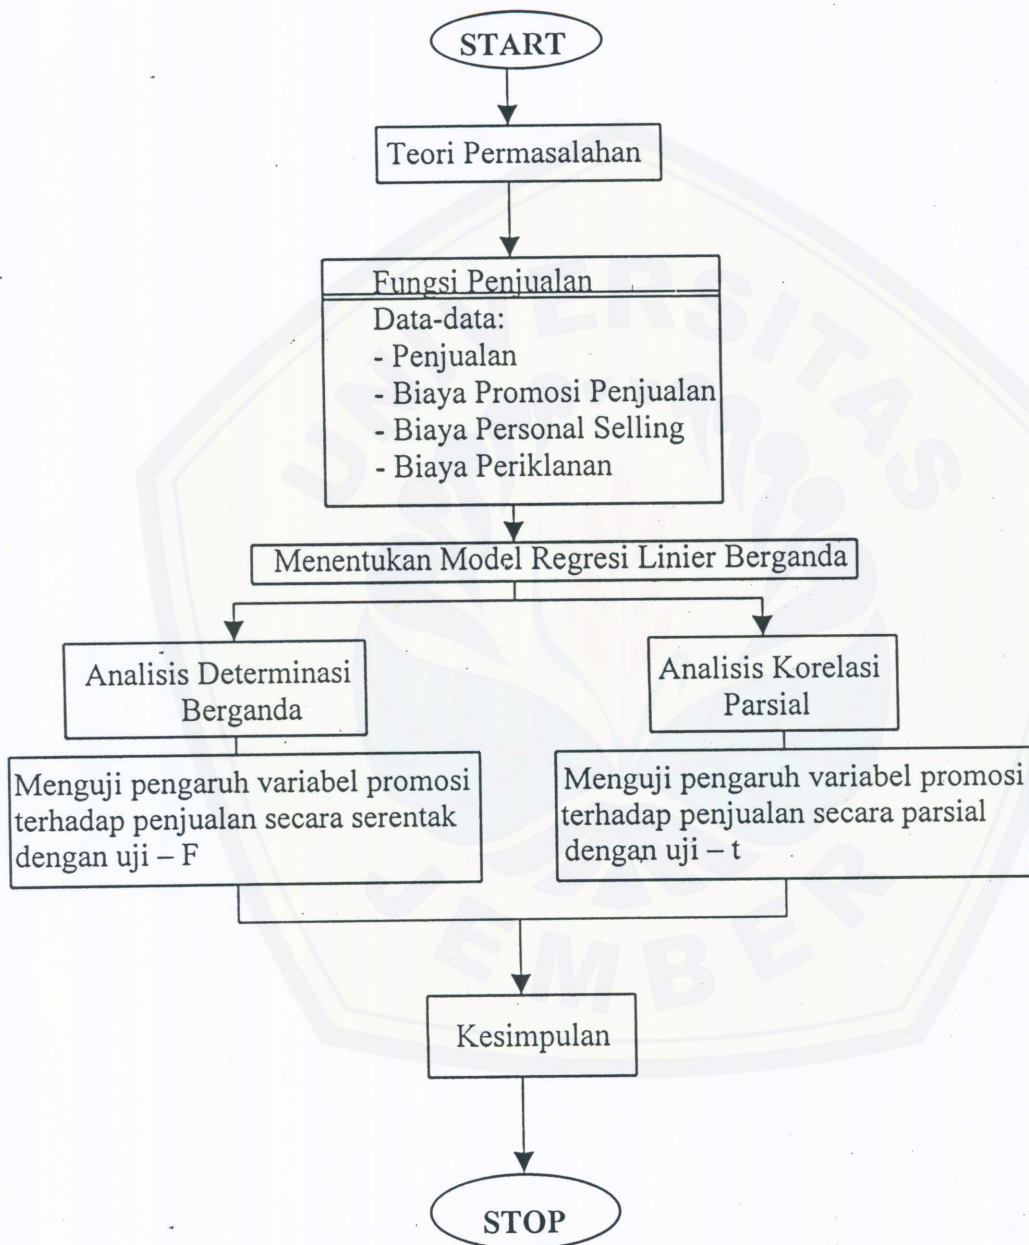 START
Teori Permasalahan
Fungsi Penjualan
Data-data:
- Penjualan
- Biaya Promosi Penjualan
- Biaya Personal Selling
- Biaya Periklanan
Menentukan Model Regresi Linier Berganda
Analisis Determinasi
Berganda
Analisis Korelasi
Parsial
Menguji pengaruh variabel promosi
terhadap penjualan secara serentak
dengan uji – F
Menguji pengaruh variabel promosi
terhadap penjualan secara parsial
dengan uji – t
Kesimpulan
STOP
UNIVERSITAS
JEMBER